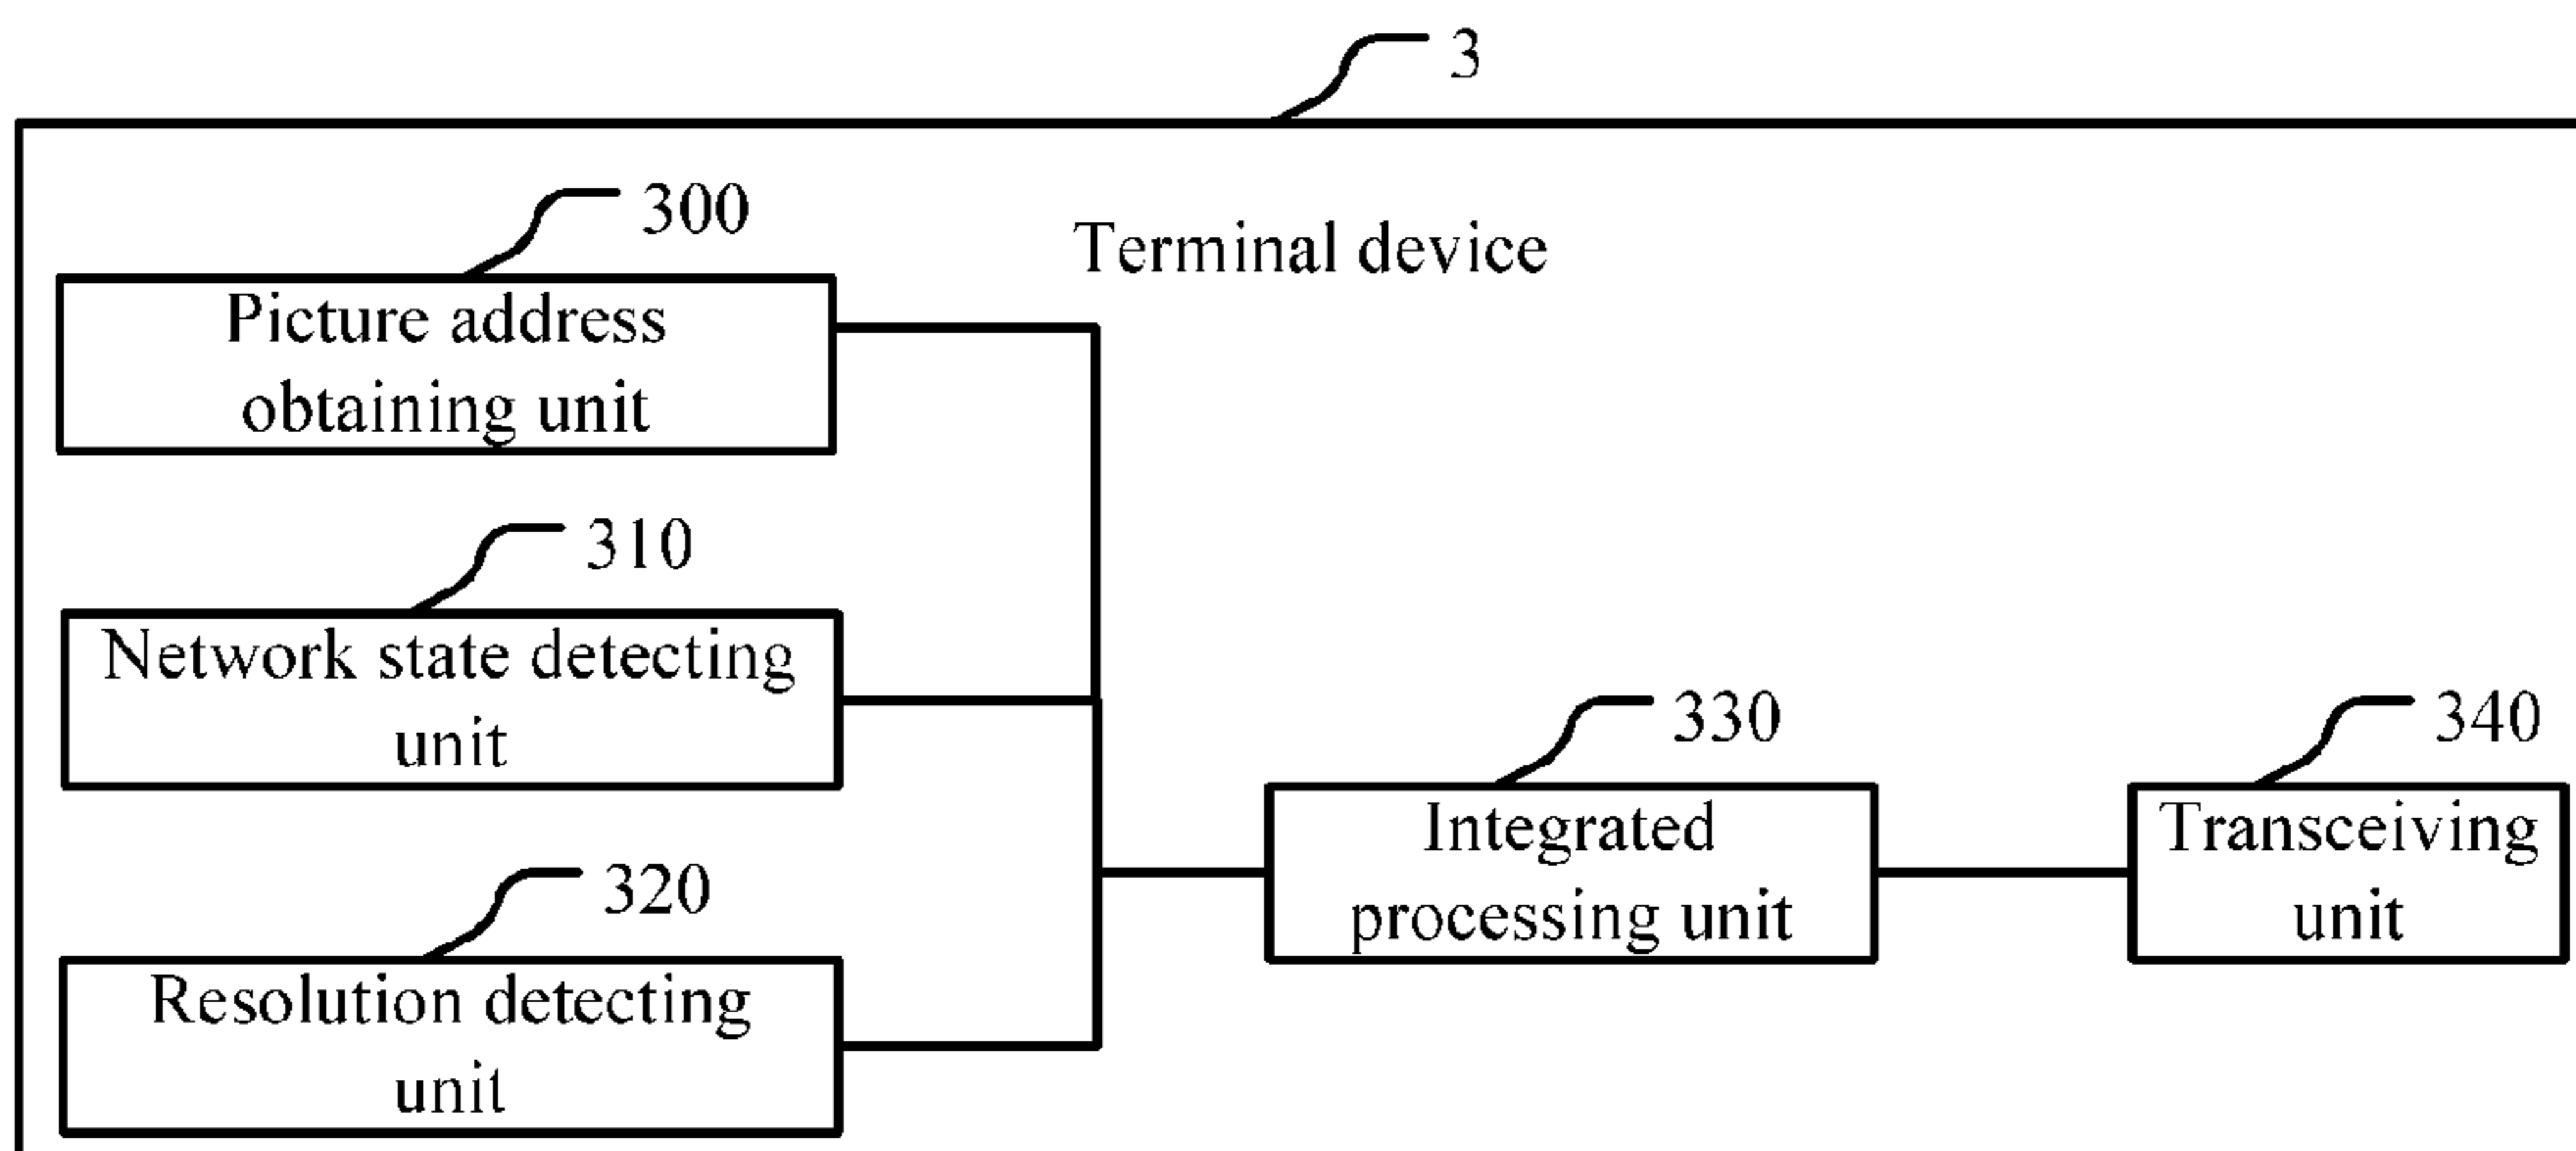 3
300
Terminal device
Picture address
obtaining unit
310
Network state detecting
unit
330
340
Integrated
processing unit
Transceiving
unit
320
Resolution detecting
unit